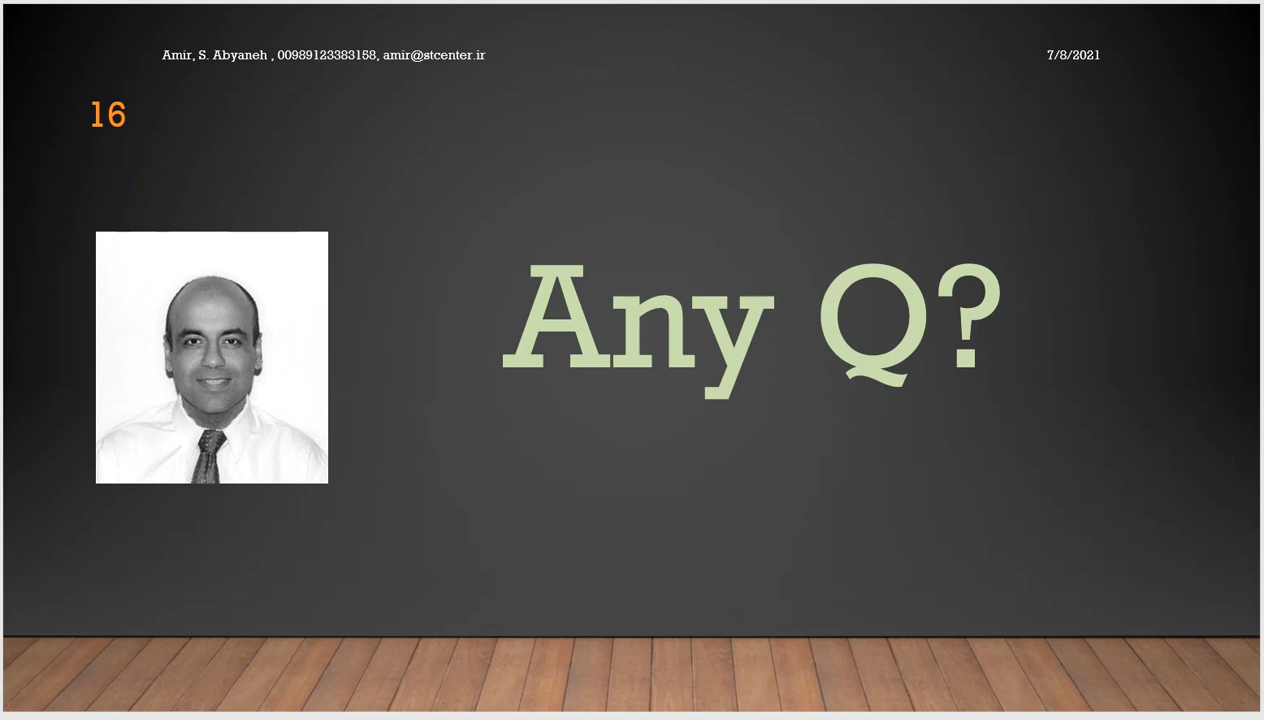 Amir, S. Abyaneh , 00989123383158, amir@stcenter.ir
7/8/2021
16
Any Q?